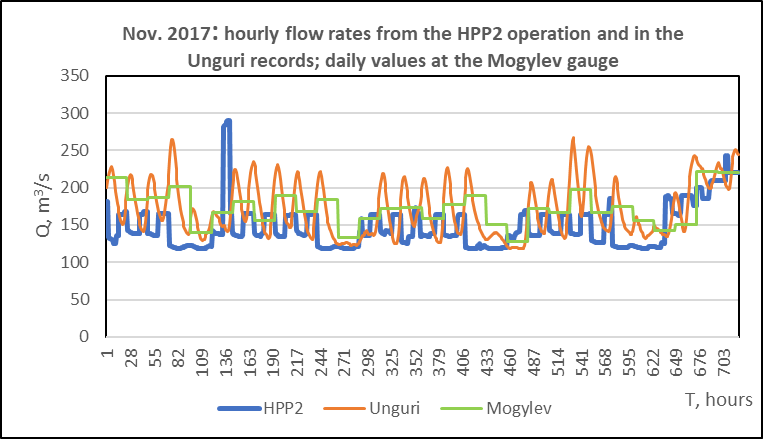 Nov. 2017: hourly flow rates from the HPP2 operation and in the
Unguri records; daily values at the Mogylev gauge
350
300
250
200
150
100
50
0
Q, m3/s
1 28 55 82 109 136 163 190 217 244 271 298 325 352 379 406 433 460 487 514 541 568 595 622 649 676 703
T, hours
HPP2 Unguri Mogylev